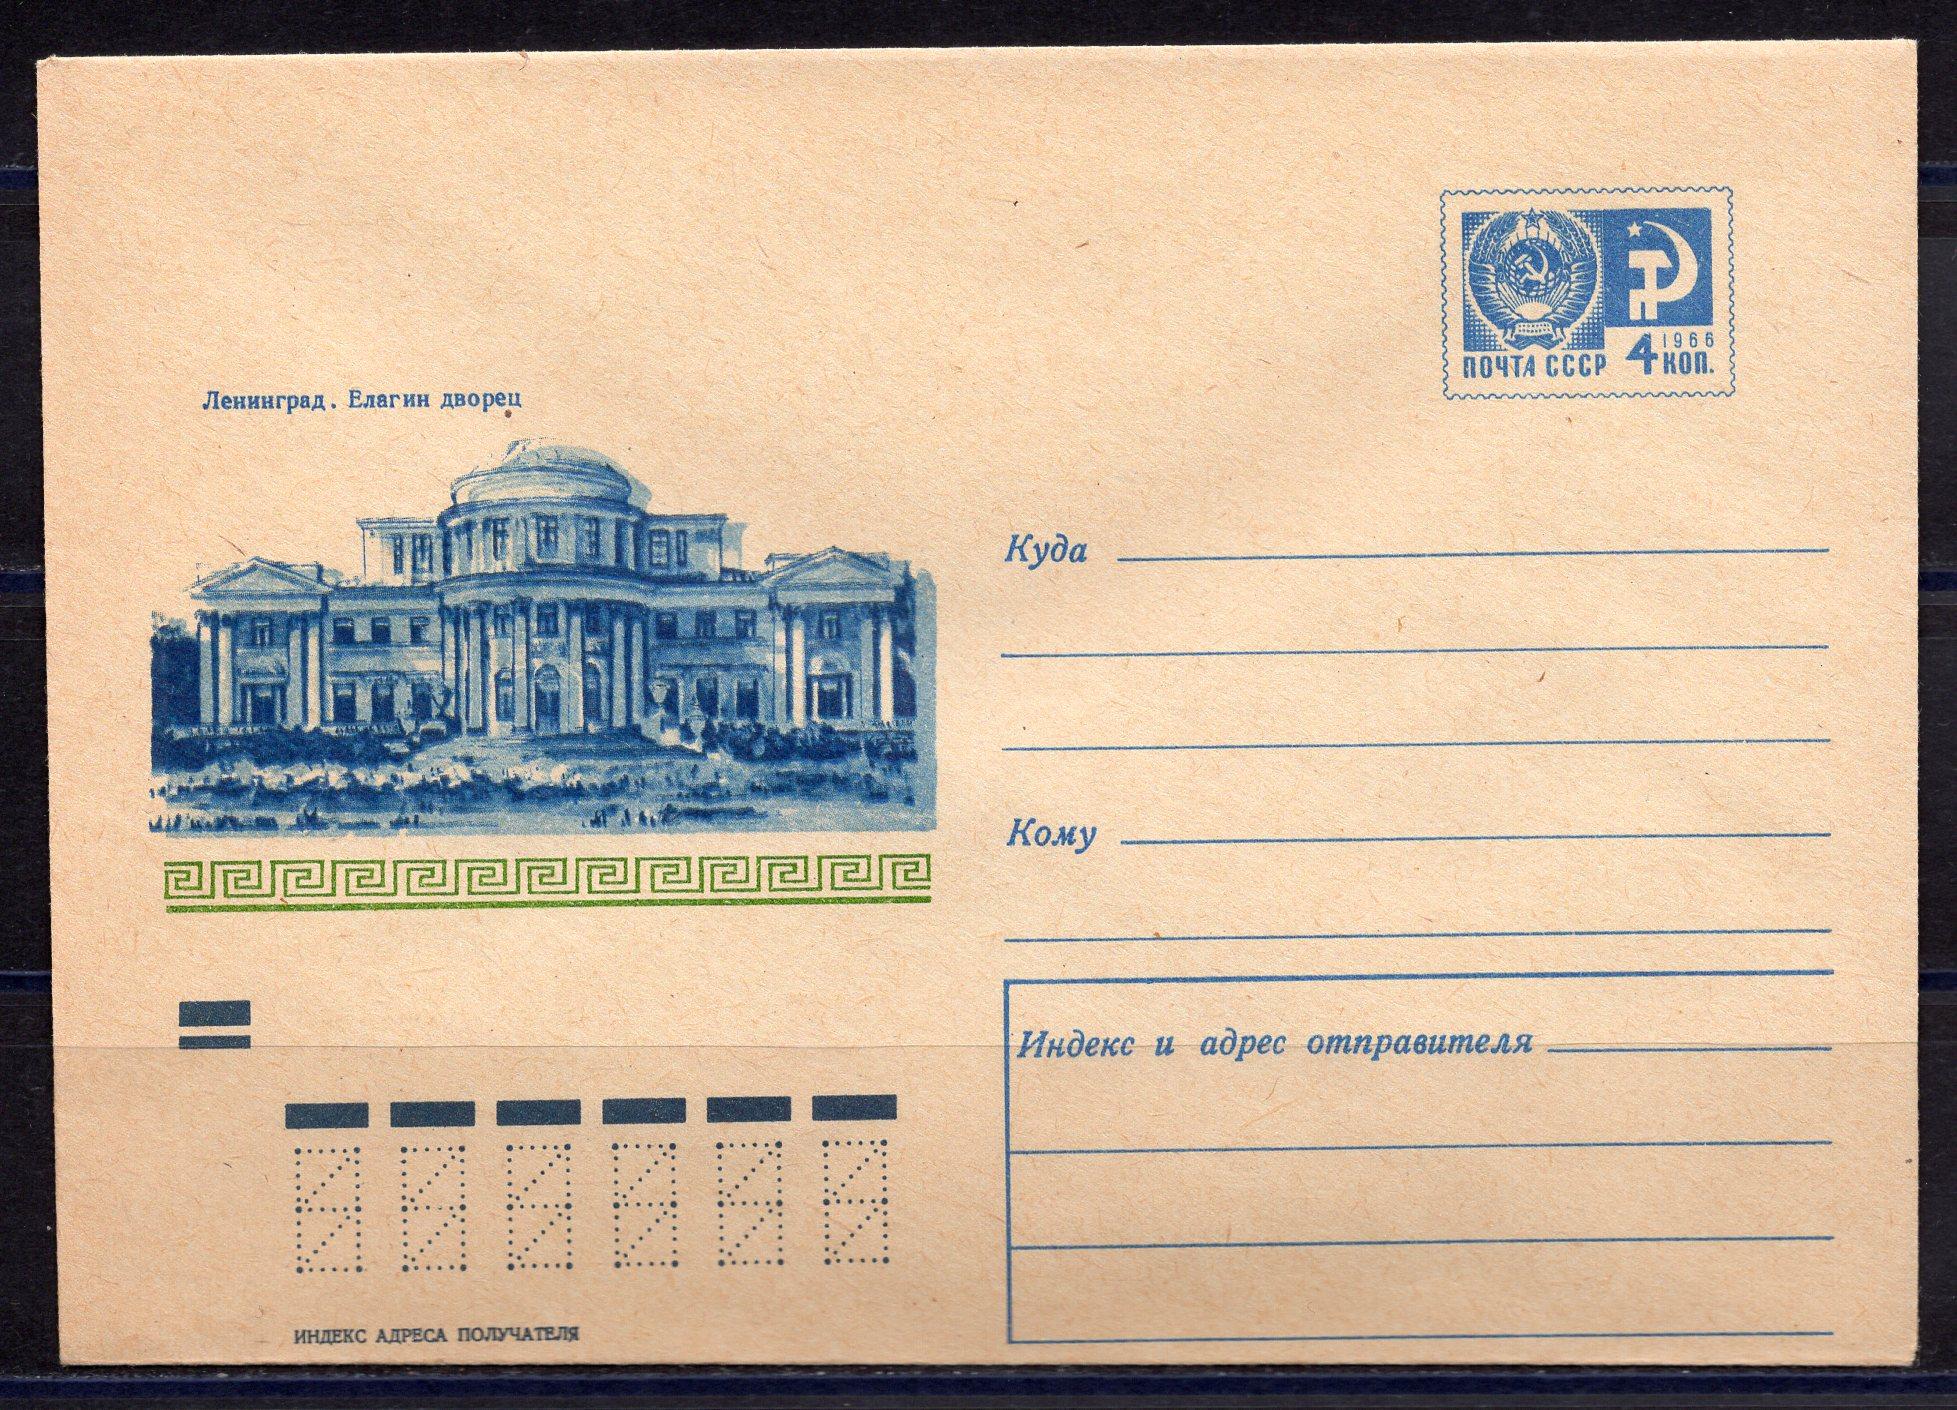 ПОЧТА СССР 4 1966 КОП.
Ленинград. Елагин дворец
Куда
Кому
Индекс и адрес отправителя
ИНДЕКС АДРЕСА ПОЛУЧАТЕЛЯ